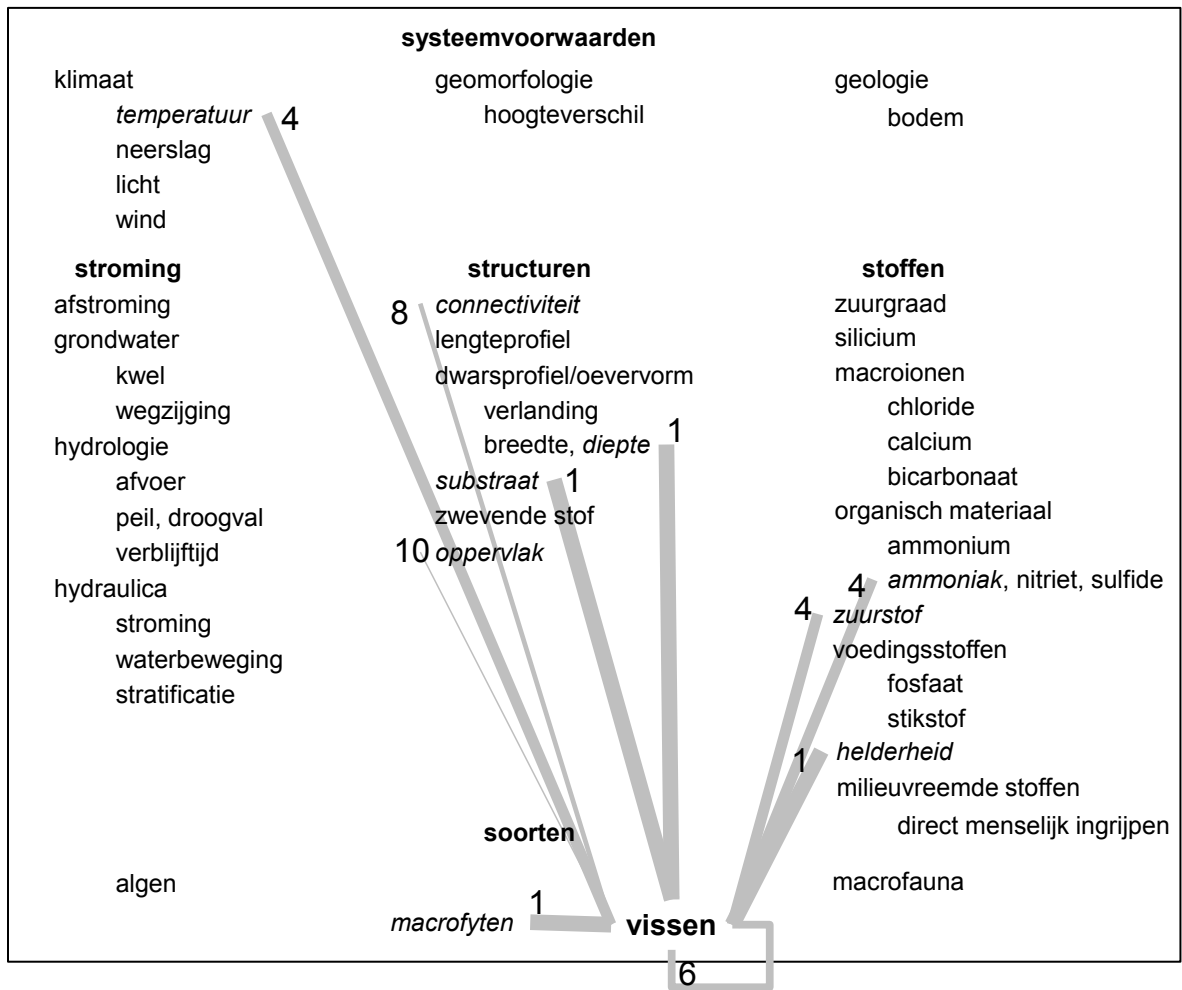 systeemvoorwaarden
klimaat geomorfologie geologie
temperatuur 4 hoogteverschil bodem
neerslag
licht
wind
stroming structuren stoffen
afstroming 8 connectiviteit zuurgraad
grondwater lengteprofiel silicium
kwel dwarsprofiel/oevervorm macroionen
wegzijging verlanding chloride
hydrologie breedte, diepte 1 calcium
afvoer substraat 1 bicarbonaat
peil, droogval zwevende stof organisch materiaal
verblijftijd 10 oppervlak ammonium
hydraulica 4 ammoniak, nitriet, sulfide
stroming 4 zuurstof
waterbeweging voedingsstoffen
stratificatie fosfaat
stikstof
1 helderheid
milieuvreemde stoffen
soorten direct menselijk ingrijpen
algen macrofauna
macrofyten 1 vissen
6